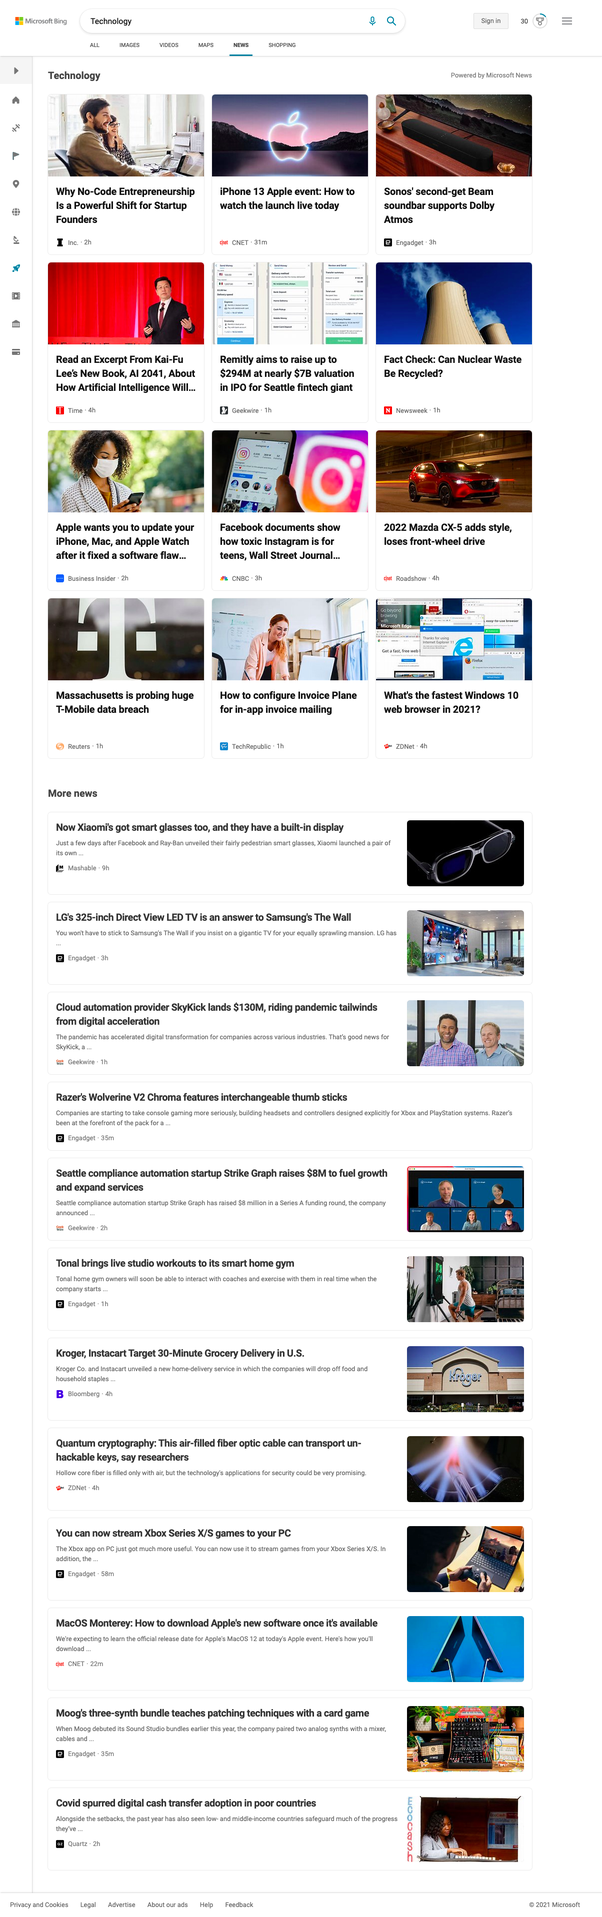 Microsoft Bing
Technology
Sign in
30
ALL
IMAGES
VIDEOS
MAPS
NEWS
SHOPPING
Technology
Powered by Microsoft News
Why No-Code Entrepreneurship
Is a Powerful Shift for Startup
Founders
Inc. · 2h
iPhone 13 Apple event: How to
watch the launch live today
CNET · 31m
Sonos' second-get Beam
soundbar supports Dolby
Atmos
Engadget · 3h
Read an Excerpt From Kai-Fu
Lee's New Book, AI 2041, About
How Artificial Intelligence Will...
Time · 4h
Remitly aims to raise up to
$294M at nearly $7B valuation
in IPO for Seattle fintech giant
Geekwire · 1h
Fact Check: Can Nuclear Waste
Be Recycled?
Newsweek · 1h
Apple wants you to update your
iPhone, Mac, and Apple Watch
after it fixed a software flaw...
Business Insider · 2h
Facebook documents show
how toxic Instagram is for
teens, Wall Street Journal...
CNBC · 3h
2022 Mazda CX-5 adds style,
loses front-wheel drive
Roadshow · 4h
Massachusetts is probing huge
T-Mobile data breach
Reuters · 1h
How to configure Invoice Plane
for in-app invoice mailing
TechRepublic · 1h
What's the fastest Windows 10
web browser in 2021?
ZDNet · 4h
More news
Now Xiaomi's got smart glasses too, and they have a built-in display
Just a few days after Facebook and Ray-Ban unveiled their fairly pedestrian smart glasses, Xiaomi launched a pair of
its own ...
Mashable · 9h
LG's 325-inch Direct View LED TV is an answer to Samsung's The Wall
You won't have to stick to Samsung's The Wall if you insist on a gigantic TV for your equally sprawling mansion. LG has
...
Engadget · 3h
Cloud automation provider SkyKick lands $130M, riding pandemic tailwinds
from digital acceleration
The pandemic has accelerated digital transformation for companies across various industries. That's good news for
SkyKick, a ...
Geekwire · 1h
Razer's Wolverine V2 Chroma features interchangeable thumb sticks
Companies are starting to take console gaming more seriously, building headsets and controllers designed explicitly for Xbox and PlayStation systems. Razer's
been at the forefront of the pack for a ...
Engadget · 35m
Seattle compliance automation startup Strike Graph raises $8M to fuel growth
and expand services
Seattle compliance automation startup Strike Graph has raised $8 million in a Series A funding round, the company
announced ...
Geekwire · 2h
Tonal brings live studio workouts to its smart home gym
Tonal home gym owners will soon be able to interact with coaches and exercise with them in real time when the
company starts ...
Engadget · 1h
Kroger, Instacart Target 30-Minute Grocery Delivery in U.S.
Kroger Co. and Instacart unveiled a new home-delivery service in which the companies will drop off food and
household staples ...
Bloomberg · 4h
Kroger
Quantum cryptography: This air-filled fiber optic cable can transport un-
hackable keys, say researchers
Hollow core fiber is filled only with air, but the technology's applications for security could be very promising.
ZDNet · 4h
You can now stream Xbox Series X/S games to your PC
The Xbox app on PC just got much more useful. You can now use it to stream games from your Xbox Series X/S. In
addition, the ...
Engadget · 58m
MacOS Monterey: How to download Apple's new software once it's available
We're expecting to learn the official release date for Apple's MacOS 12 at today's Apple event. Here's how you'll
download ...
CNET · 22m
Moog's three-synth bundle teaches patching techniques with a card game
When Moog debuted its Sound Studio bundles earlier this year, the company paired two analog synths with a mixer,
cables and ...
Engadget · 35m
Covid spurred digital cash transfer adoption in poor countries
Alongside the setbacks, the past year has also seen low- and middle-income countries safeguard much of the progress
they've ...
Quartz · 2h
Privacy and Cookies
Legal
Advertise
About our ads
Help
Feedback
© 2021 Microsoft